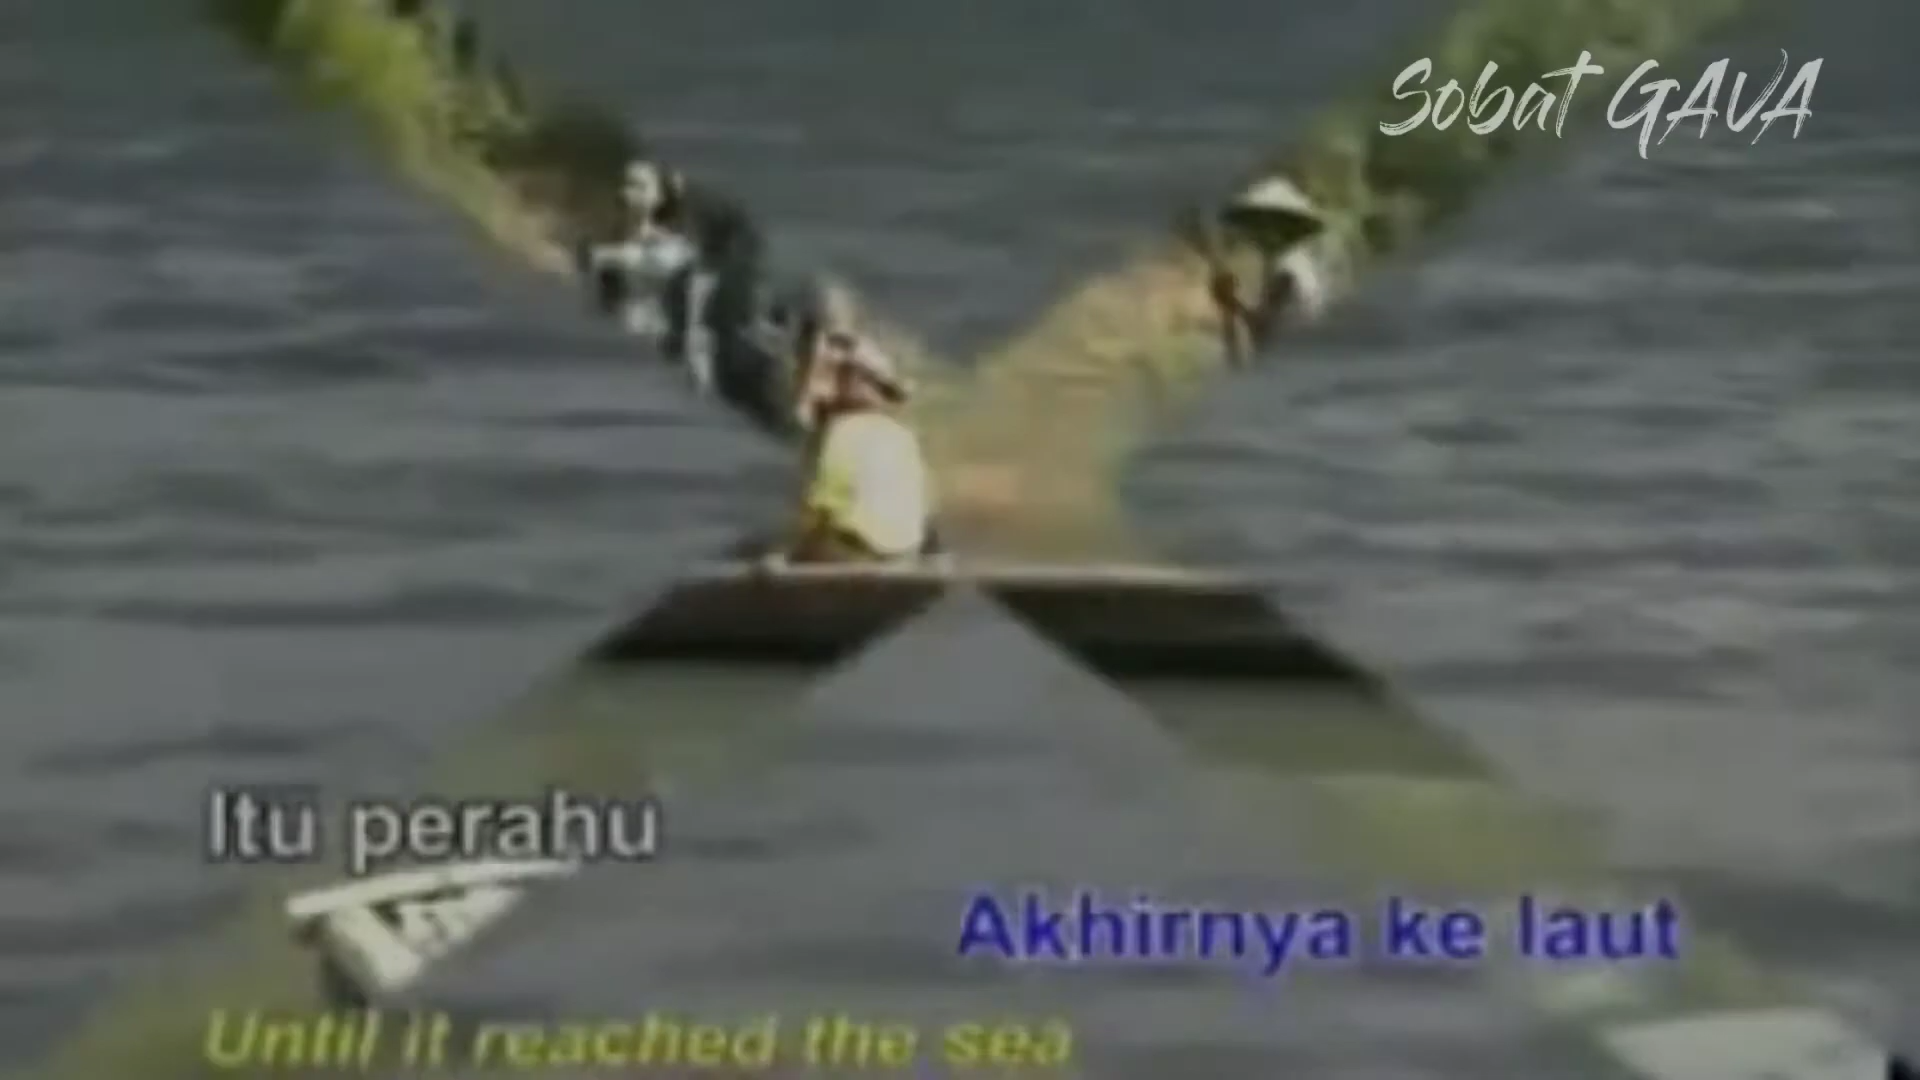 Sobat GAVA
Itu perahu
Akhirnya ke laut
Until it reached the sea